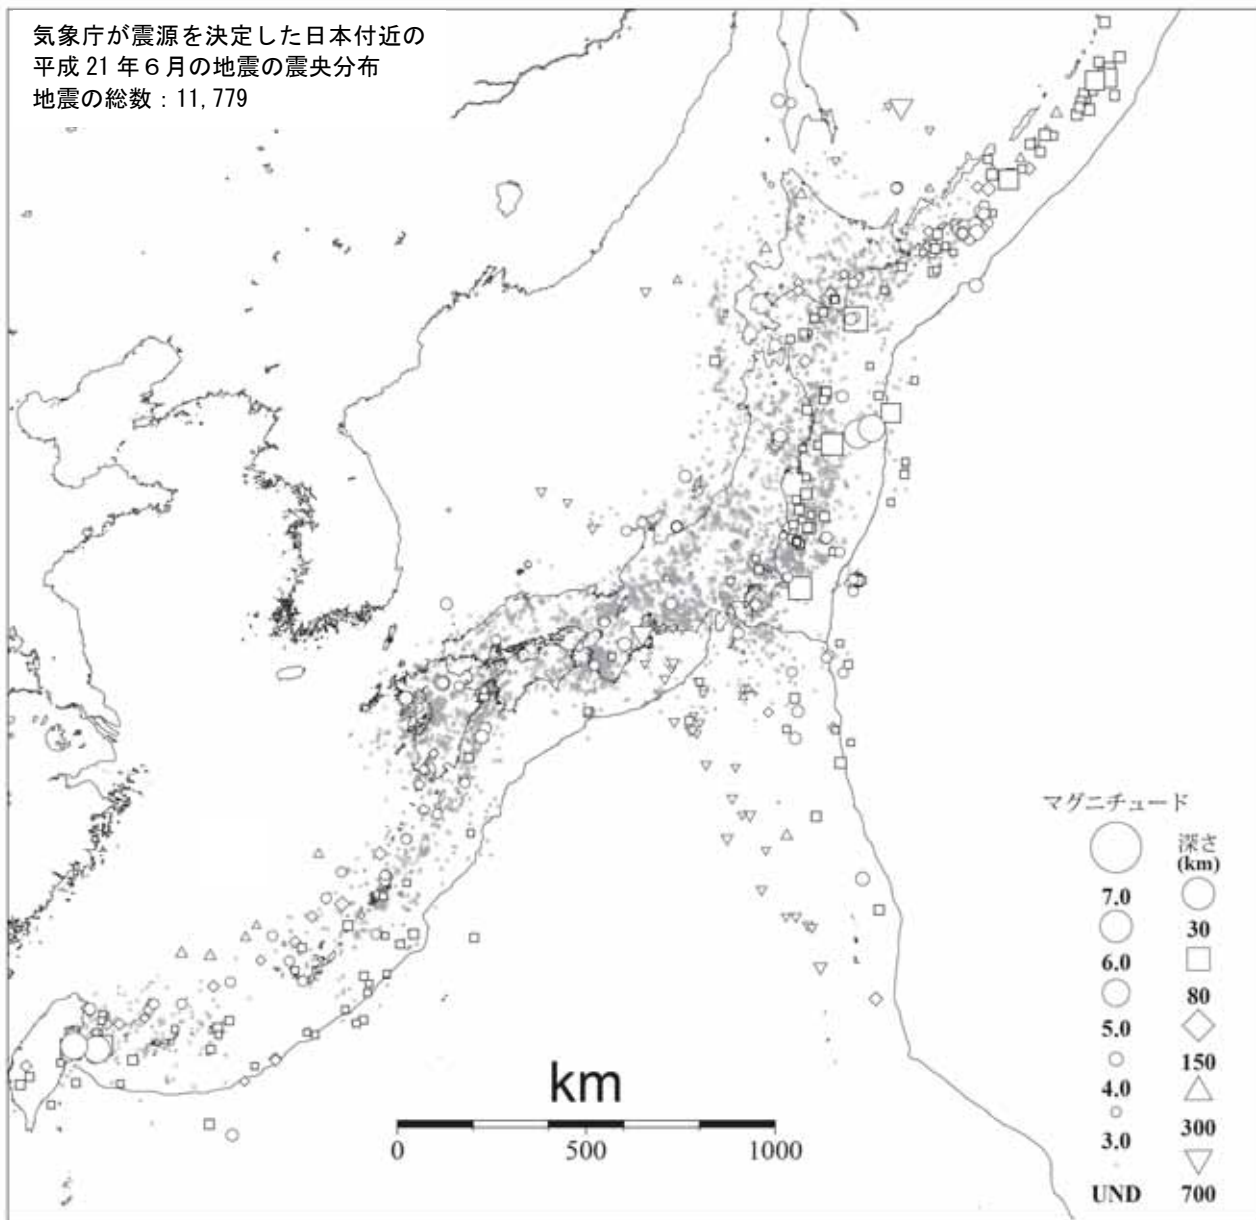 気象庁が震源を決定した日本付近の
平成21年6月の地震の震央分布
地震の総数：11,779
マグニチュード
深さ
(km)
7.0
30
6.0
80
5.0
150
4.0
300
3.0
UND
700
km
0
500
1000